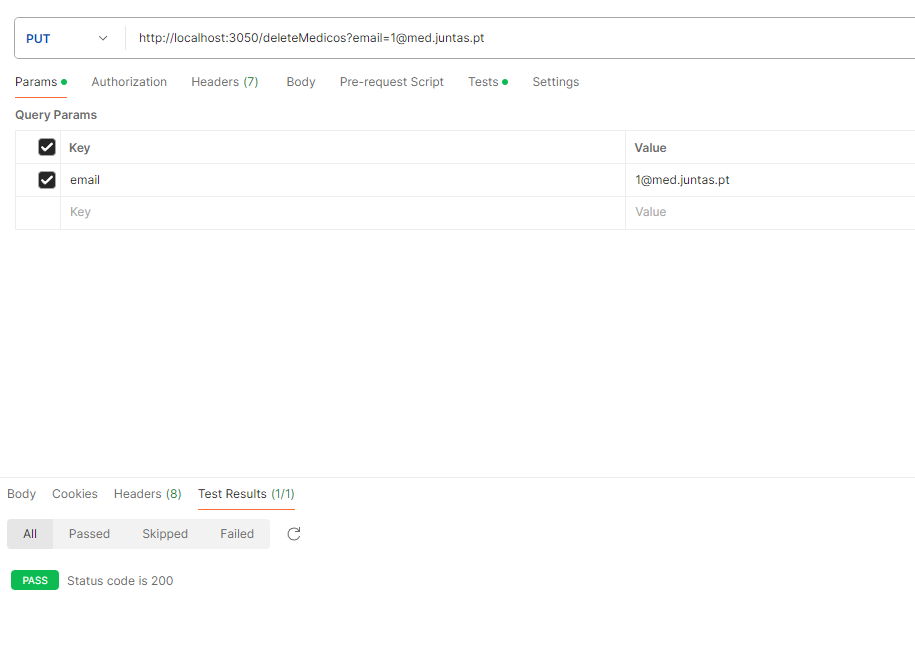 PUT http://localhost:3050/deleteMedicos?email=1@med.juntas.pt
Params Authorization Headers (7) Body Pre-request Script Tests Settings
Query Params
Key Value
email 1@med.juntas.pt
Key Value
Body Cookies Headers (8) Test Results (1/1)
All Passed Skipped Failed
PASS Status code is 200